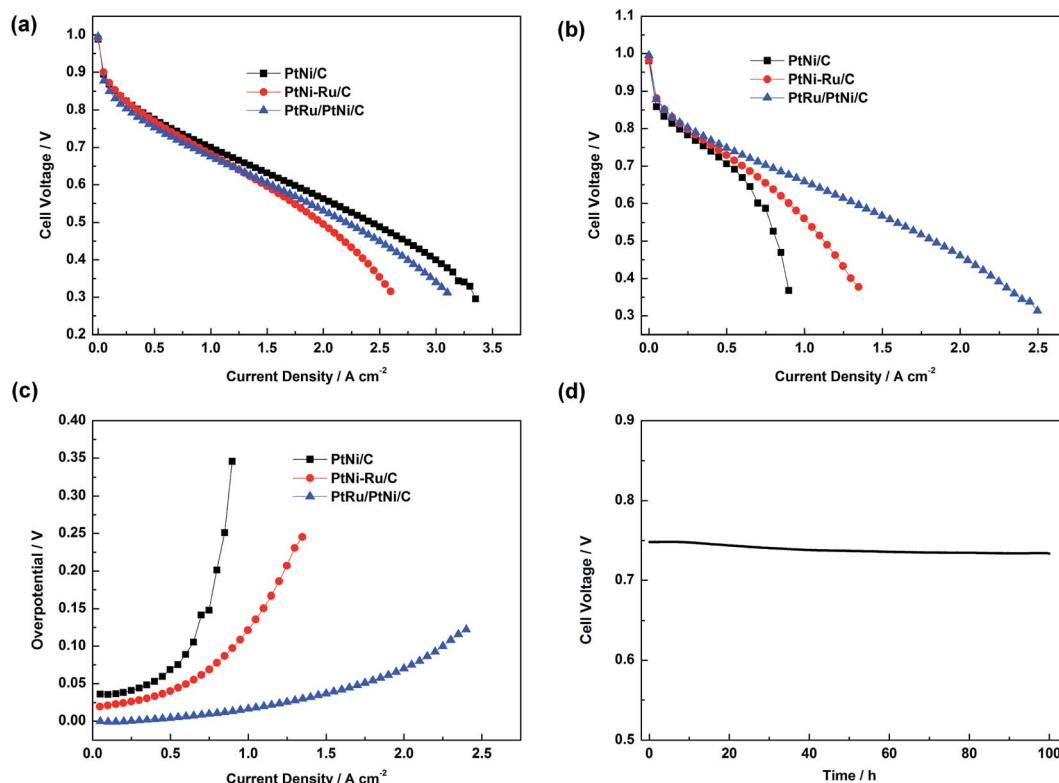 (a)
1.0
0.9
0.8
0.7
0.6
0.5
0.4
0.3
0.2
Cell Voltage / V
PtNi/C
PtNi-Ru/C
PtRu/PtNi/C
0.0 0.5 1.0 1.5 2.0 2.5 3.0 3.5
Current Density / A cm-2
(b)
1.1
1.0
0.9
0.8
0.7
0.6
0.5
0.4
0.3
Cell Voltage / V
PtNi/C
PtNi-Ru/C
PtRu/PtNi/C
0.0 0.5 1.0 1.5 2.0 2.5
Current Density / A cm-2
(c)
0.40
0.35
0.30
0.25
0.20
0.15
0.10
0.05
0.00
Overpotential / V
PtNi/C
PtNi-Ru/C
PtRu/PtNi/C
0.0 0.5 1.0 1.5 2.0 2.5
Current Density / A cm-2
(d)
0.9
0.8
0.7
0.6
0.5
Cell Voltage / V
0 20 40 60 80 100
Time / h